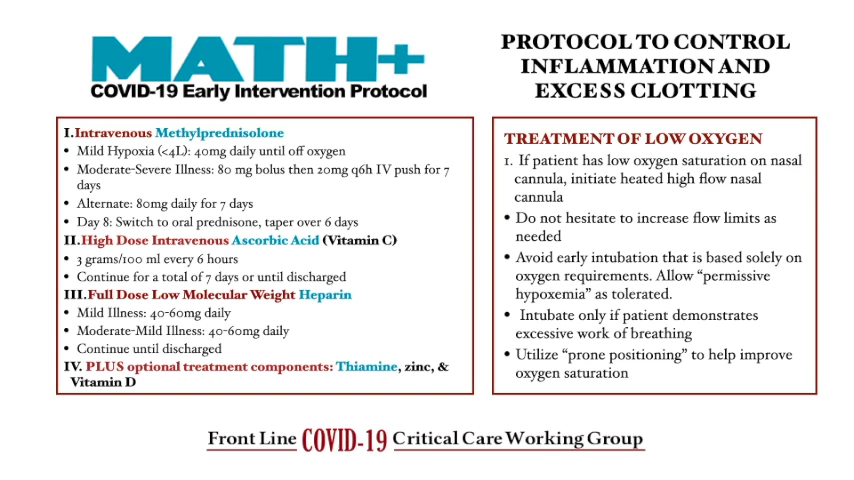 MATH+
COVID-19 Early Intervention Protocol
PROTOCOL TO CONTROL
INFLAMMATION AND
EXCESS CLOTTING
I.Intravenous Methylprednisolone
• Mild Hypoxia (<4L): 40mg daily until off oxygen
• Moderate-Severe Illness: 80 mg bolus then 20mg q6h IV push for 7
days
• Alternate: 80mg daily for 7 days
• Day 8: Switch to oral prednisone, taper over 6 days
II.High Dose Intravenous Ascorbic Acid (Vitamin C)
• 3 grams/100 ml every 6 hours
• Continue for a total of 7 days or until discharged
III.Full Dose Low Molecular Weight Heparin
• Mild Illness: 40-60mg daily
• Moderate-Mild Illness: 40-60mg daily
• Continue until discharged
IV. PLUS optional treatment components: Thiamine, zinc, &
Vitamin D
TREATMENT OF LOW OXYGEN
1. If patient has low oxygen saturation on nasal
cannula, initiate heated high flow nasal
cannula
• Do not hesitate to increase flow limits as
needed
• Avoid early intubation that is based solely on
oxygen requirements. Allow “permissive
hypoxemia” as tolerated.
• Intubate only if patient demonstrates
excessive work of breathing
• Utilize “prone positioning” to help improve
oxygen saturation
Front Line COVID-19 Critical Care Working Group